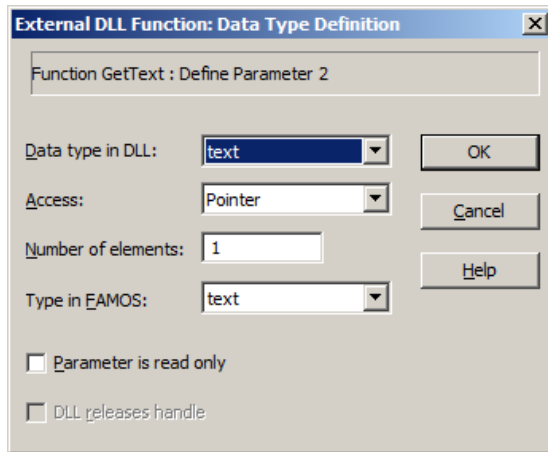 External DLL Function: Data Type Definition
Function GetText : Define Parameter 2
Data type in DLL: text OK
Access: Pointer Cancel
Number of elements: 1
Help
Type in FAMOS: text
Parameter is read only
DLL releases handle